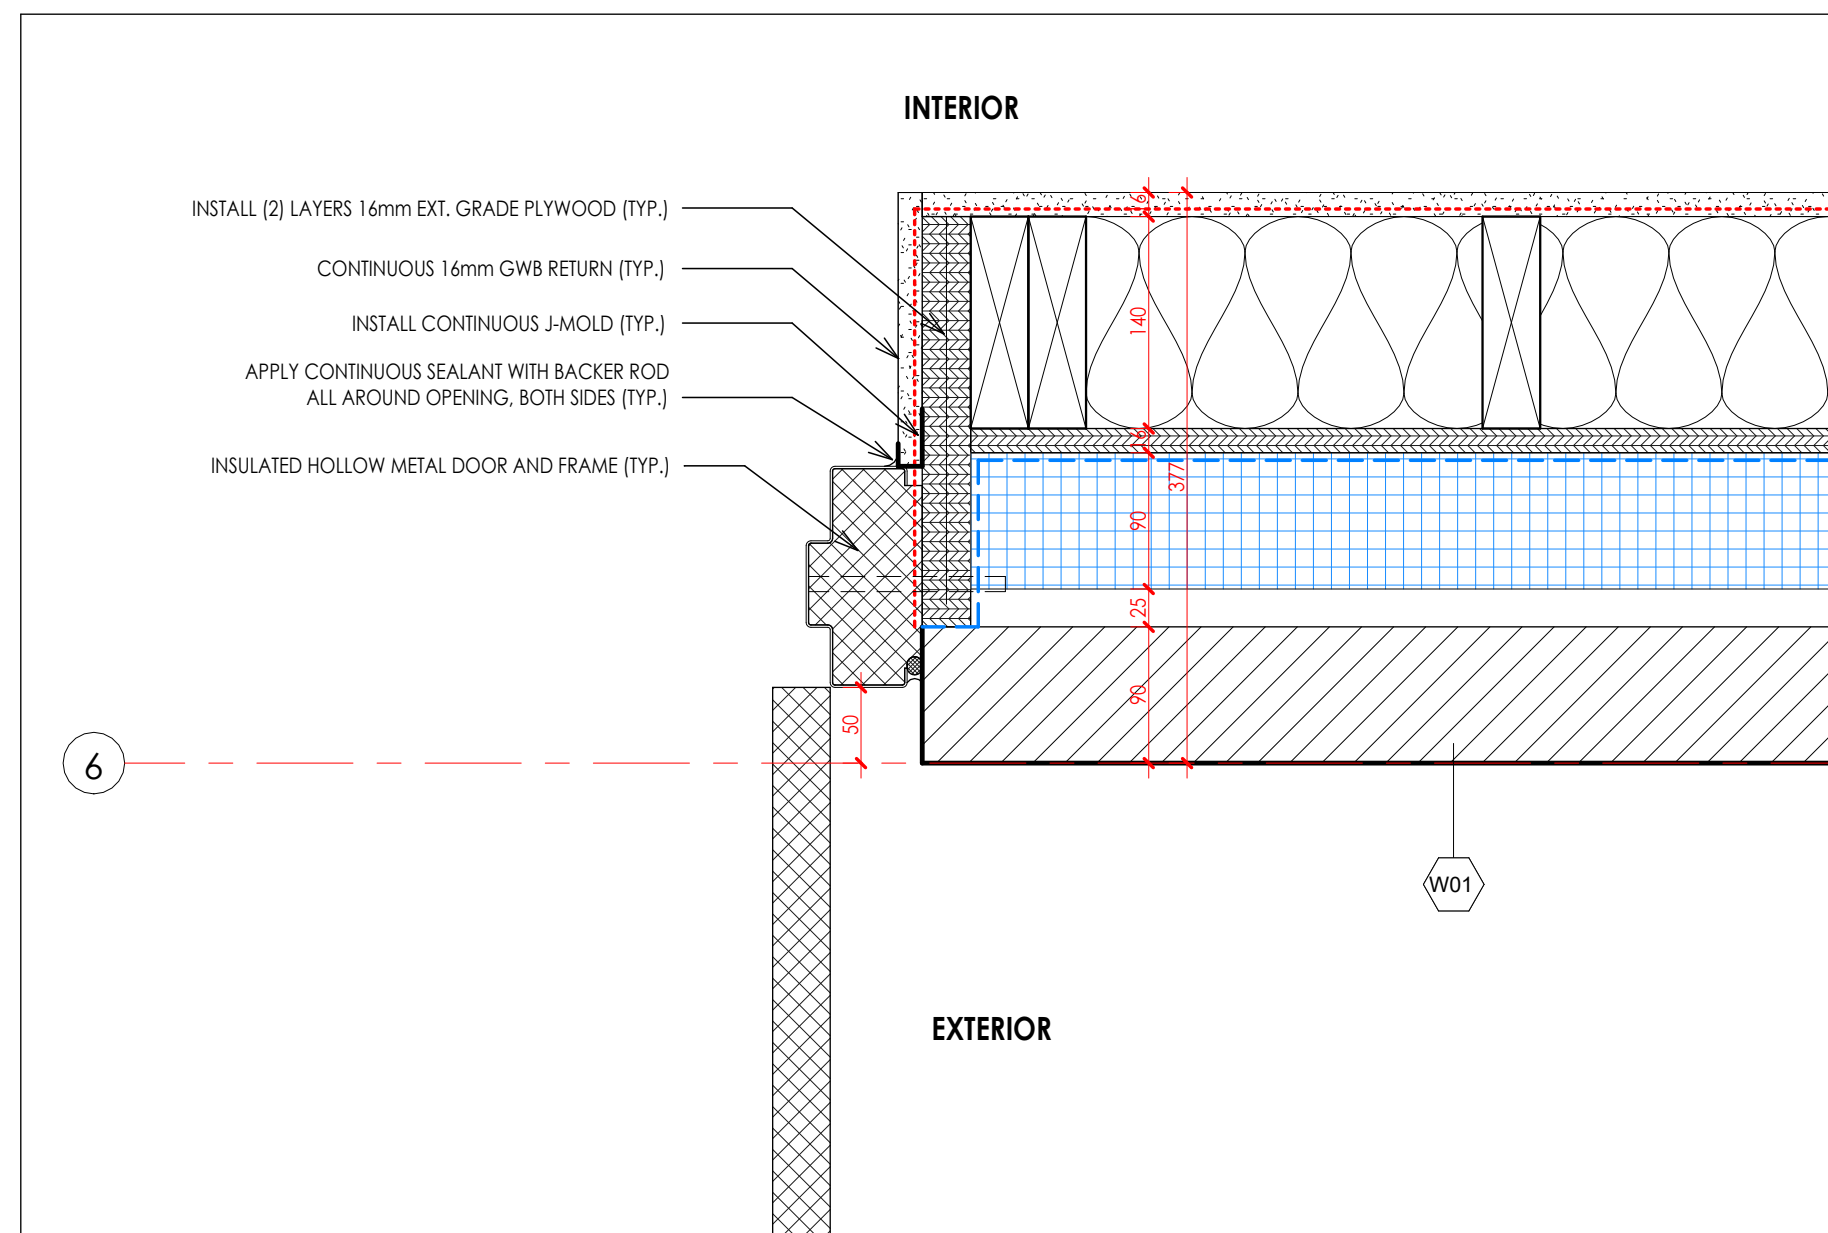 INTERIOR
INSTALL (2) LAYERS 16mm EXT. GRADE PLYWOOD (TYP.)
CONTINUOUS 16mm GWB RETURN (TYP.)
INSTALL CONTINUOUS J-MOLD (TYP.)
APPLY CONTINUOUS SEALANT WITH BACKER ROD
ALL AROUND OPENING, BOTH SIDES (TYP.)
INSULATED HOLLOW METAL DOOR AND FRAME (TYP.)
16
140
16
377
90
25
90
50
6
W01
EXTERIOR